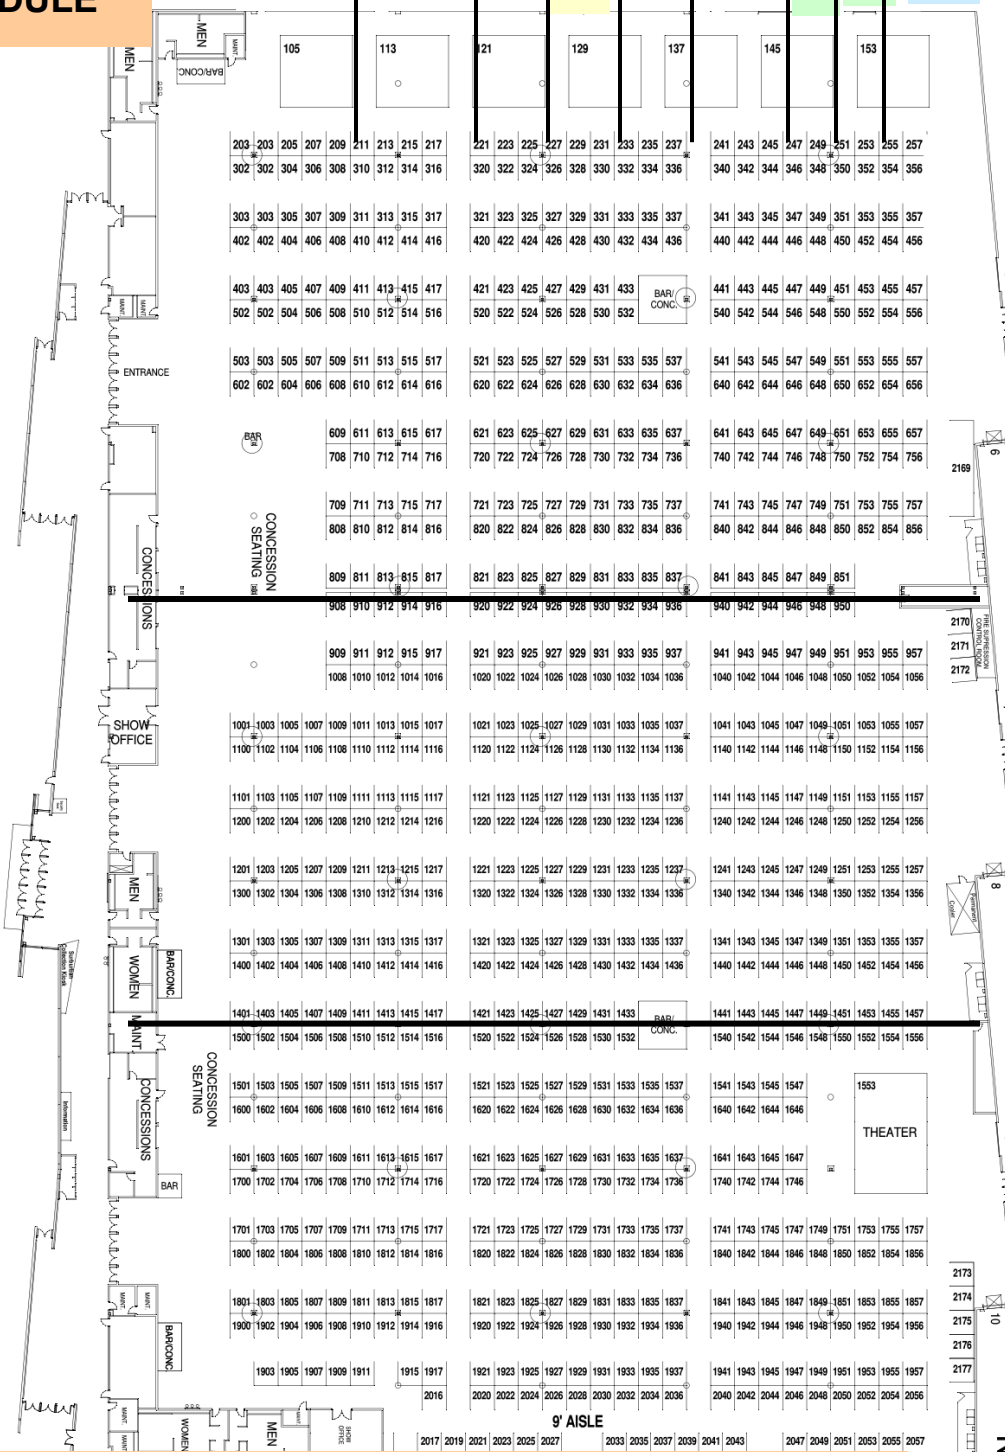 DULE
MEN
MAINT.
MEN
BAR/CONC
105 113 121 129 137 145 153
203 203 205 207 209 211 213 215 217 221 223 225 227 229 231 233 235 237 241 243 245 247 249 251 253 255 257
302 302 304 306 308 310 312 314 316 320 322 324 326 328 330 332 334 336 340 342 344 346 348 350 352 354 356
303 303 305 307 309 311 313 315 317 321 323 325 327 329 331 333 335 337 341 343 345 347 349 351 353 355 357
402 402 404 406 408 410 412 414 416 420 422 424 426 428 430 432 434 436 440 442 444 446 448 450 452 454 456
MAINT MAINT
403 403 405 407 409 411 413 415 417 421 423 425 427 429 431 433 BAR/ CONC. 441 443 445 447 449 451 453 455 457
502 502 504 506 508 510 512 514 516 520 522 524 526 528 530 532 540 542 544 546 548 550 552 554 556
503 503 505 507 509 511 513 515 517 521 523 525 527 529 531 533 535 537 541 543 545 547 549 551 553 555 557
ENTRANCE
602 602 604 606 608 610 612 614 616 620 622 624 626 628 630 632 634 636 640 642 644 646 648 650 652 654 656
BAR
609 611 613 615 617 621 623 625 627 629 631 633 635 637 641 643 645 647 649 651 653 655 657
708 710 712 714 716 720 722 724 726 728 730 732 734 736 740 742 744 746 748 750 752 754 756
6
2169
709 711 713 715 717 721 723 725 727 729 731 733 735 737 741 743 745 747 749 751 753 755 757
808 810 812 814 816 820 822 824 826 828 830 832 834 836 840 842 844 846 848 850 852 854 856
CONCESSION
SEATING
CONCESSIONS
809 811 813 815 817 821 823 825 827 829 831 833 835 837 841 843 845 847 849 851
908 910 912 914 916 920 922 924 926 928 930 932 934 936 940 942 944 946 948 950
2170
2171
2172
FIRE SUPRESSION
CONTROL ROOM
909 911 912 915 917 921 923 925 927 929 931 933 935 937 941 943 945 947 949 951 953 955 957
1008 1010 1012 1014 1016 1020 1022 1024 1026 1028 1030 1032 1034 1036 1040 1042 1044 1046 1048 1050 1052 1054 1056
SHOW
OFFICE
1001 1003 1005 1007 1009 1011 1013 1015 1017 1021 1023 1025 1027 1029 1031 1033 1035 1037 1041 1043 1045 1047 1049 1051 1053 1055 1057
1100 1102 1104 1106 1108 1110 1112 1114 1116 1120 1122 1124 1126 1128 1130 1132 1134 1136 1140 1142 1144 1146 1148 1150 1152 1154 1156
1101 1103 1105 1107 1109 1111 1113 1115 1117 1121 1123 1125 1127 1129 1131 1133 1135 1137 1141 1143 1145 1147 1149 1151 1153 1155 1157
1200 1202 1204 1206 1208 1210 1212 1214 1216 1220 1222 1224 1226 1228 1230 1232 1234 1236 1240 1242 1244 1246 1248 1250 1252 1254 1256
MEN
1201 1203 1205 1207 1209 1211 1213 1215 1217 1221 1223 1225 1227 1229 1231 1233 1235 1237 1241 1243 1245 1247 1249 1251 1253 1255 1257
1300 1302 1304 1306 1308 1310 1312 1314 1316 1320 1322 1324 1326 1328 1330 1332 1334 1336 1340 1342 1344 1346 1348 1350 1352 1354 1356
8
Permanent
Cooler
1301 1303 1305 1307 1309 1311 1313 1315 1317 1321 1323 1325 1327 1329 1331 1333 1335 1337 1341 1343 1345 1347 1349 1351 1353 1355 1357
1400 1402 1404 1406 1408 1410 1412 1414 1416 1420 1422 1424 1426 1428 1430 1432 1434 1436 1440 1442 1444 1446 1448 1450 1452 1454 1456
WOMEN
BAR/CONC
MAINT
1401 1403 1405 1407 1409 1411 1413 1415 1417 1421 1423 1425 1427 1429 1431 1433 BAR/ CONC. 1441 1443 1445 1447 1449 1451 1453 1455 1457
1500 1502 1504 1506 1508 1510 1512 1514 1516 1520 1522 1524 1526 1528 1530 1532 1540 1542 1544 1546 1548 1550 1552 1554 1556
CONCESSION
SEATING
CONCESSIONS
Information
1501 1503 1505 1507 1509 1511 1513 1515 1517 1521 1523 1525 1527 1529 1531 1533 1535 1537 1541 1543 1545 1547 1553
1600 1602 1604 1606 1608 1610 1612 1614 1616 1620 1622 1624 1626 1628 1630 1632 1634 1636 1640 1642 1644 1646
THEATER
1601 1603 1605 1607 1609 1611 1613 1615 1617 1621 1623 1625 1627 1629 1631 1633 1635 1637 1641 1643 1645 1647
1700 1702 1704 1706 1708 1710 1712 1714 1716 1720 1722 1724 1726 1728 1730 1732 1734 1736 1740 1742 1744 1746
BAR
1701 1703 1705 1707 1709 1711 1713 1715 1717 1721 1723 1725 1727 1729 1731 1733 1735 1737 1741 1743 1745 1747 1749 1751 1753 1755 1757
1800 1802 1804 1806 1808 1810 1812 1814 1816 1820 1822 1824 1826 1828 1830 1832 1834 1836 1840 1842 1844 1846 1848 1850 1852 1854 1856
MAINT. MAINT.
1801 1803 1805 1807 1809 1811 1813 1815 1817 1821 1823 1825 1827 1829 1831 1833 1835 1837 1841 1843 1845 1847 1849 1851 1853 1855 1857
1900 1902 1904 1906 1908 1910 1912 1914 1916 1920 1922 1924 1926 1928 1930 1932 1934 1936 1940 1942 1944 1946 1948 1950 1952 1954 1956
2173
2174
2175
2176
2177
10
BAR/CONC
1903 1905 1907 1909 1911 1915 1917 1921 1923 1925 1927 1929 1931 1933 1935 1937 1941 1943 1945 1947 1949 1951 1953 1955 1957
2016 2020 2022 2024 2026 2028 2030 2032 2034 2036 2040 2042 2044 2046 2048 2050 2052 2054 2056
9' AISLE
MAINT.
MAINT
WOMEN
MEN
MAINT
SHOW
OFFICE
2017 2019 2021 2023 2025 2027 2033 2035 2037 2039 2041 2043 2047 2049 2051 2053 2055 2057